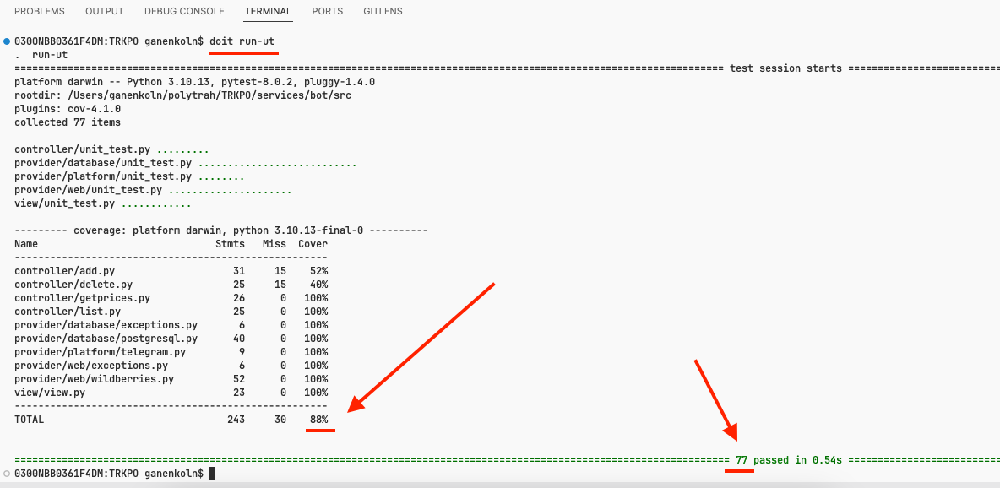 PROBLEMS OUTPUT DEBUG CONSOLE TERMINAL PORTS GITLENS
0300NBB0361F4DM:TRKPO ganenkoln$ doit run-ut
.  run-ut
======================================================================================================================== test session starts ==========================
platform darwin -- Python 3.10.13, pytest-8.0.2, pluggy-1.4.0
rootdir: /Users/ganenkoln/polytrah/TRKPO/services/bot/src
plugins: cov-4.1.0
collected 77 items
controller/unit_test.py .........
provider/database/unit_test.py ...........................
provider/platform/unit_test.py ........
provider/web/unit_test.py .....................
view/unit_test.py ............
--------- coverage: platform darwin, python 3.10.13-final-0 ----------
Name                              Stmts   Miss  Cover
-----------------------------------------------------
controller/add.py                    31     15    52%
controller/delete.py                 25     15    40%
controller/getprices.py              26      0   100%
controller/list.py                   25      0   100%
provider/database/exceptions.py       6      0   100%
provider/database/postgresql.py      40      0   100%
provider/platform/telegram.py         9      0   100%
provider/web/exceptions.py            6      0   100%
provider/web/wildberries.py          52      0   100%
view/view.py                         23      0   100%
-----------------------------------------------------
TOTAL                               243     30    88%
========================================================================================================================= 77 passed in 0.54s ==========================
0300NBB0361F4DM:TRKPO ganenkoln$